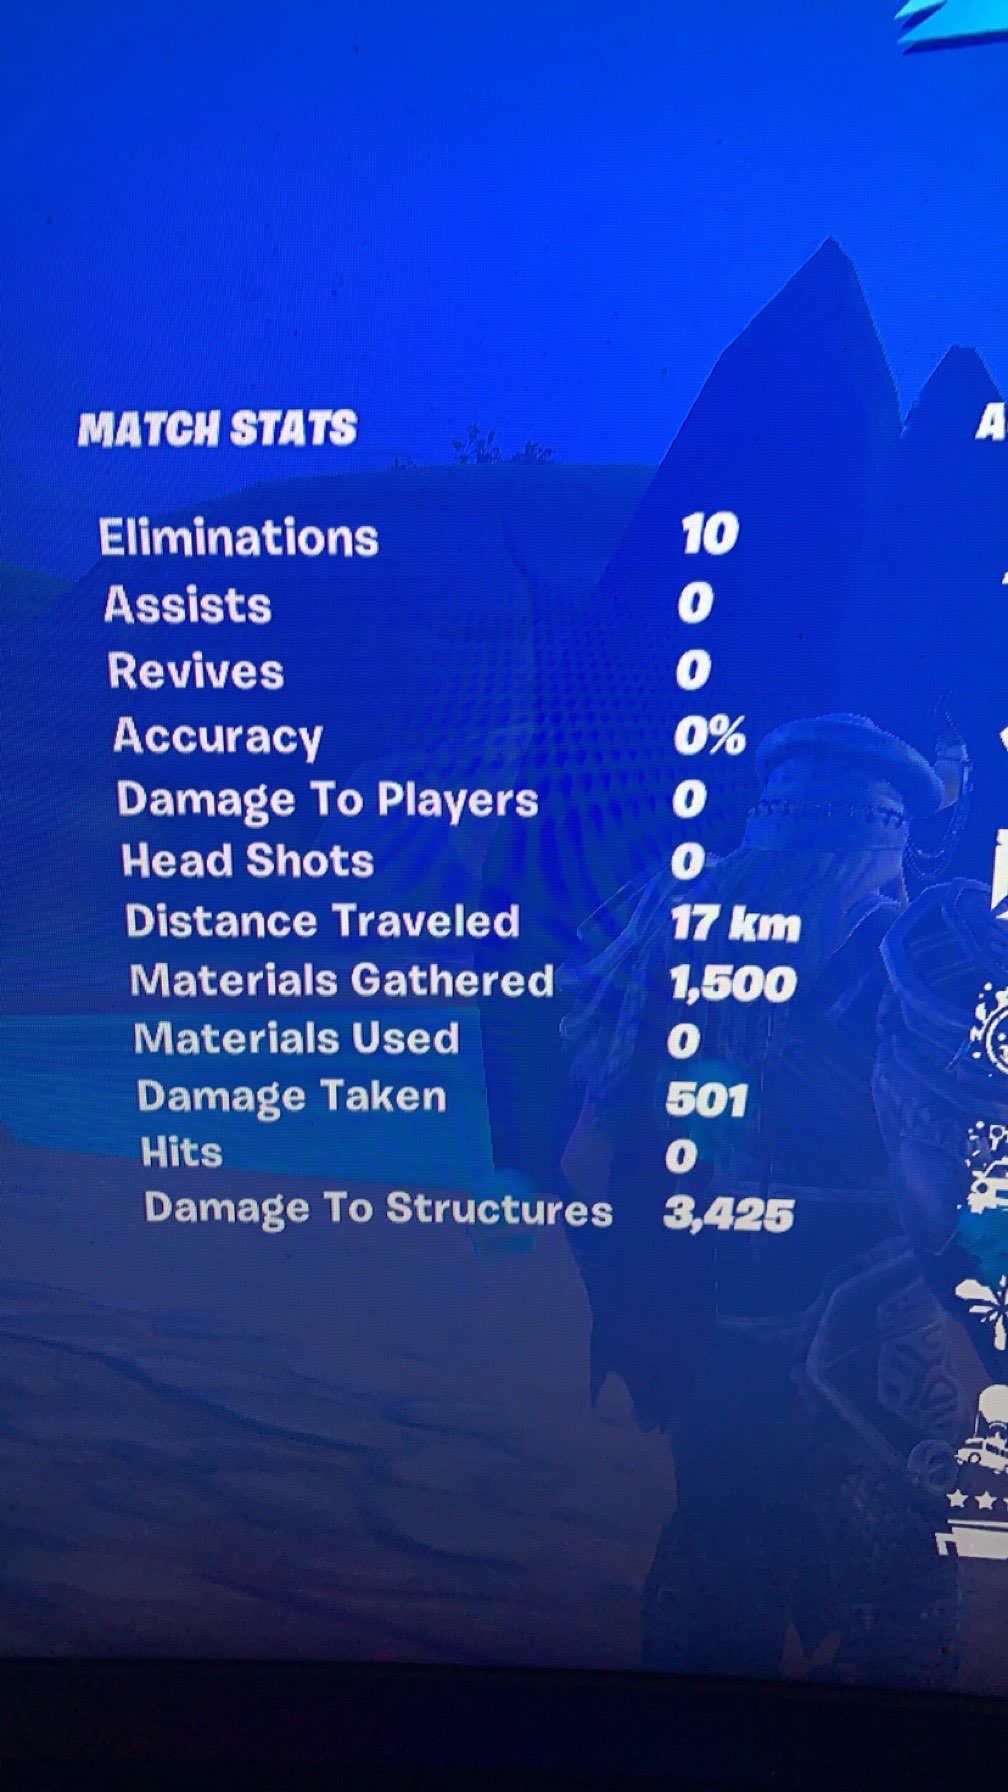 MATCH STATS
A
Eliminations 10
Assists 0
Revives 0
Accuracy 0%
Damage To Players 0
Head Shots 0
Distance Traveled 17 km
Materials Gathered 1,500
Materials Used 0
Damage Taken 501
Hits 0
Damage To Structures 3,425